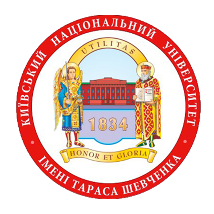 КИЇВСЬКИЙ НАЦІОНАЛЬНИЙ УНІВЕРСИТЕТ
ІМЕНІ ТАРАСА ШЕВЧЕНКА
UTILITAS
1834
HONOR ET GLORIA